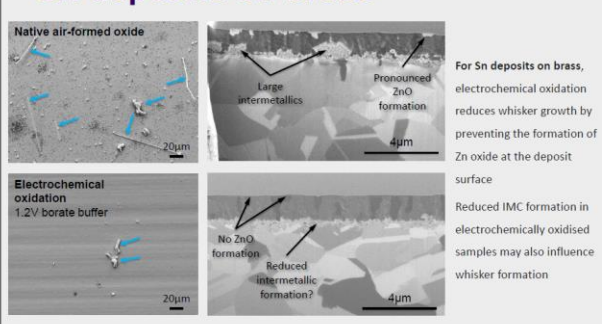 Native air-formed oxide
20μm
Large
intermetallics
Pronounced
ZnO
formation
4μm
Electrochemical
oxidation
1.2V borate buffer
20μm
No ZnO
formation
Reduced
intermetallic
formation?
4μm
For Sn deposits on brass,
electrochemical oxidation
reduces whisker growth by
preventing the formation of
Zn oxide at the deposit
surface
Reduced IMC formation in
electrochemically oxidised
samples may also influence
whisker formation